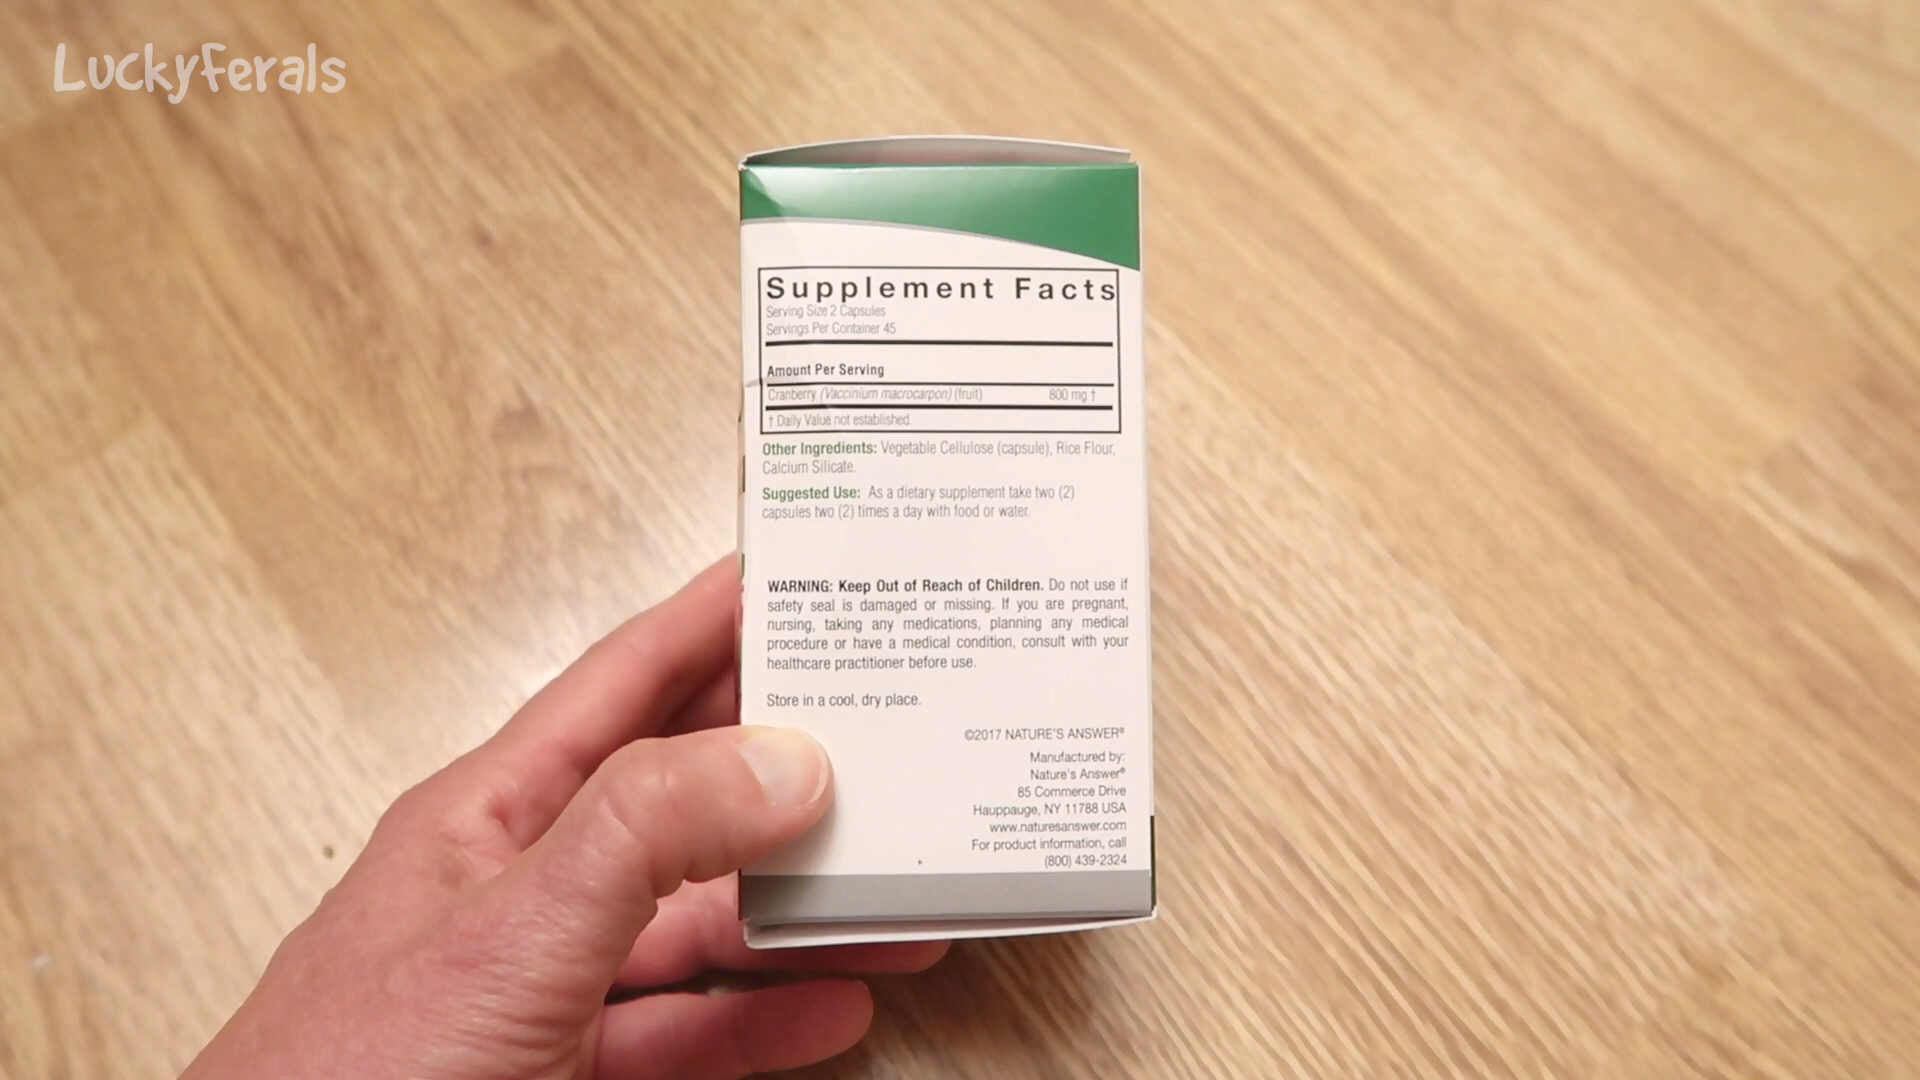 LuckyFerals
Supplement Facts
Serving Size 2 Capsules
Servings Per Container 45
Amount Per Serving
Cranberry (Vaccinium macrocarpon) (fruit) 800 mg †
† Daily Value not established.
Other Ingredients: Vegetable Cellulose (capsule), Rice Flour,
Calcium Silicate.
Suggested Use: As a dietary supplement take two (2)
capsules two (2) times a day with food or water.
WARNING: Keep Out of Reach of Children. Do not use if
safety seal is damaged or missing. If you are pregnant,
nursing, taking any medications, planning any medical
procedure or have a medical condition, consult with your
healthcare practitioner before use.
Store in a cool, dry place.
©2017 NATURE'S ANSWER®
Manufactured by:
Nature's Answer®
85 Commerce Drive
Hauppauge, NY 11788 USA
www.naturesanswer.com
For product information, call
(800) 439-2324